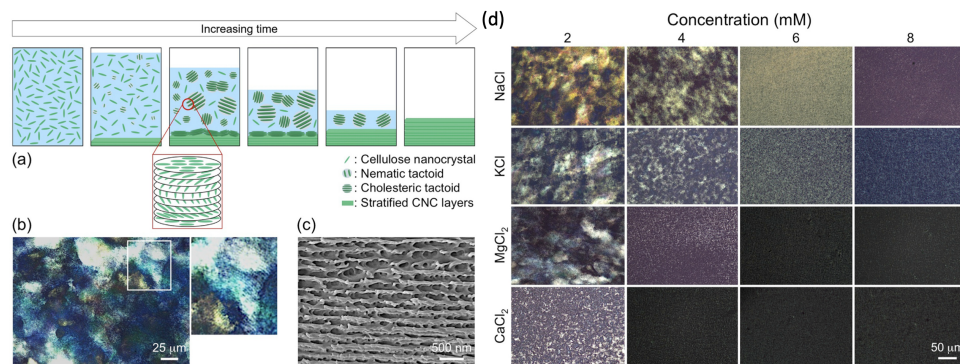 Increasing time
(a)
: Cellulose nanocrystal
: Nematic tactoid
: Cholesteric tactoid
: Stratified CNC layers
(b)
25 μm
(c)
500 nm
(d)
Concentration (mM)
2 4 6 8
NaCl
KCl
MgCl₂
CaCl₂
50 μm